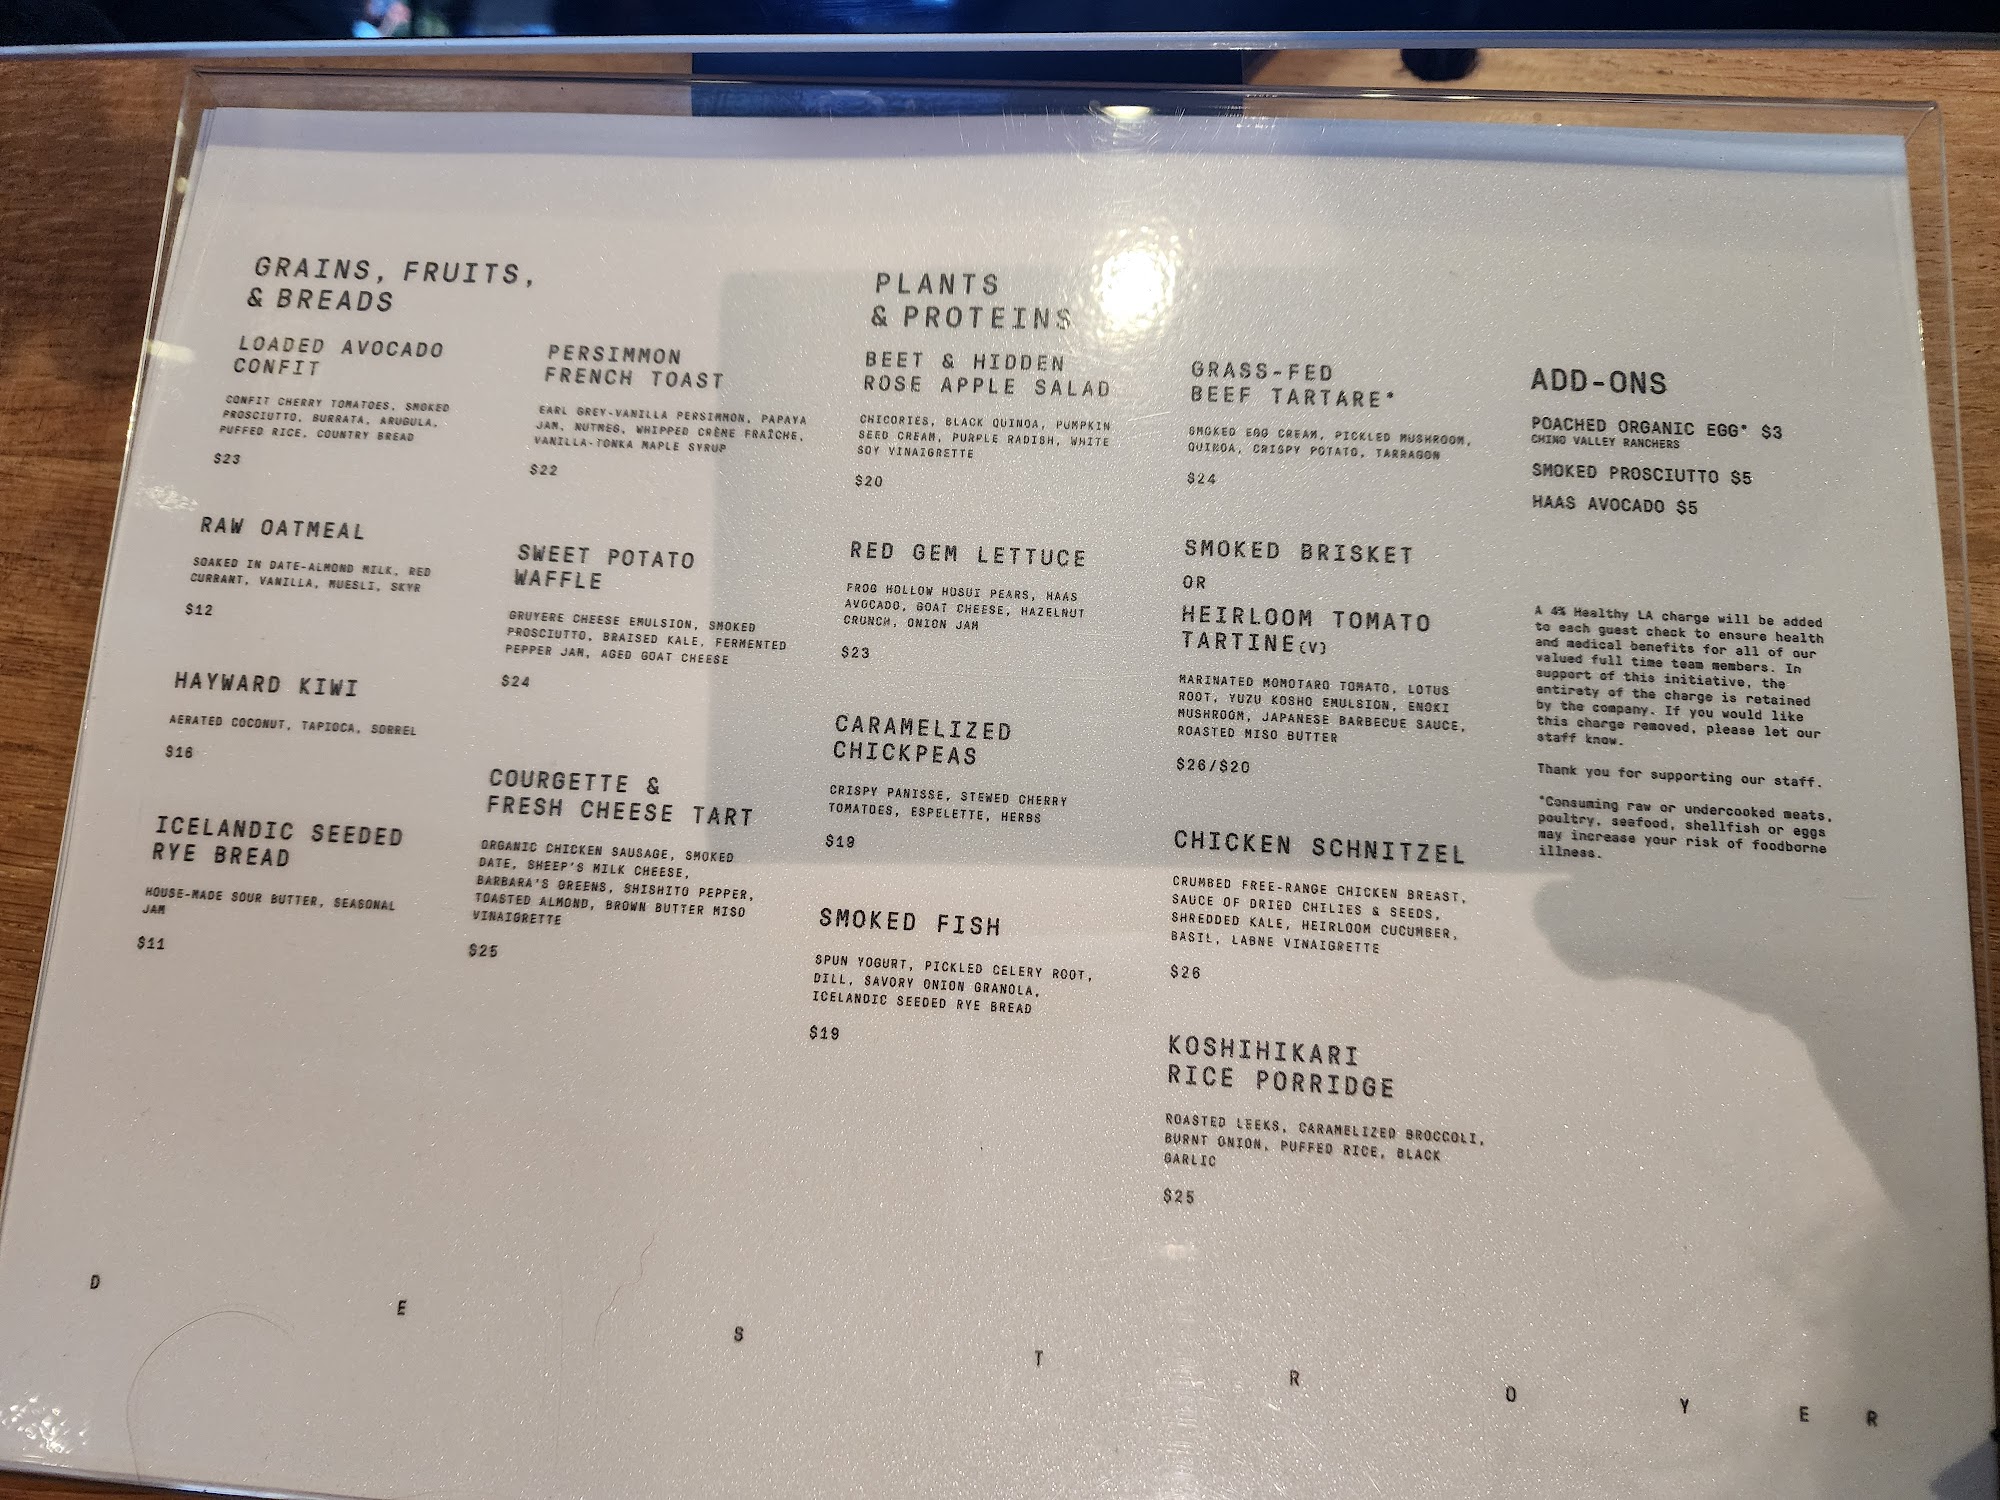 GRAINS, FRUITS,
& BREADS
LOADED AVOCADO
CONFIT
CONFIT CHERRY TOMATOES, SMOKED
PROSCIUTTO, BURRATA, ARUGULA,
PUFFED RICE, COUNTRY BREAD
$23
RAW OATMEAL
SOAKED IN DATE-ALMOND MILK, RED
CURRANT, VANILLA, MUESLI, SKYR
$12
HAYWARD KIWI
AERATED COCONUT, TAPIOCA, SORREL
$16
ICELANDIC SEEDED
RYE BREAD
HOUSE-MADE SOUR BUTTER, SEASONAL
JAM
$11
PERSIMMON
FRENCH TOAST
EARL GREY-VANILLA PERSIMMON, PAPAYA
JAM, NUTMEG, WHIPPED CRÈME FRAÎCHE,
VANILLA-TONKA MAPLE SYRUP
$22
SWEET POTATO
WAFFLE
GRUYERE CHEESE EMULSION, SMOKED
PROSCIUTTO, BRAISED KALE, FERMENTED
PEPPER JAM, AGED GOAT CHEESE
$24
COURGETTE &
FRESH CHEESE TART
ORGANIC CHICKEN SAUSAGE, SMOKED
DATE, SHEEP'S MILK CHEESE,
BARBARA'S GREENS, SHISHITO PEPPER,
TOASTED ALMOND, BROWN BUTTER MISO
VINAIGRETTE
$25
PLANTS
& PROTEINS
BEET & HIDDEN
ROSE APPLE SALAD
CHICORIES, BLACK QUINOA, PUMPKIN
SEED CREAM, PURPLE RADISH, WHITE
SOY VINAIGRETTE
$20
RED GEM LETTUCE
FROG HOLLOW HOSUI PEARS, HAAS
AVOCADO, GOAT CHEESE, HAZELNUT
CRUNCH, ONION JAM
$23
CARAMELIZED
CHICKPEAS
CRISPY PANISSE, STEWED CHERRY
TOMATOES, ESPELETTE, HERBS
$19
SMOKED FISH
SPUN YOGURT, PICKLED CELERY ROOT,
DILL, SAVORY ONION GRANOLA,
ICELANDIC SEEDED RYE BREAD
$19
GRASS-FED
BEEF TARTARE*
SMOKED EGG CREAM, PICKLED MUSHROOM,
QUINOA, CRISPY POTATO, TARRAGON
$24
SMOKED BRISKET
OR
HEIRLOOM TOMATO
TARTINE(V)
MARINATED MOMOTARO TOMATO, LOTUS
ROOT, YUZU KOSHO EMULSION, ENOKI
MUSHROOM, JAPANESE BARBECUE SAUCE,
ROASTED MISO BUTTER
$26/$20
CHICKEN SCHNITZEL
CRUMBED FREE-RANGE CHICKEN BREAST,
SAUCE OF DRIED CHILIES & SEEDS,
SHREDDED KALE, HEIRLOOM CUCUMBER,
BASIL, LABNE VINAIGRETTE
$26
KOSHIHIKARI
RICE PORRIDGE
ROASTED LEEKS, CARAMELIZED BROCCOLI,
BURNT ONION, PUFFED RICE, BLACK
GARLIC
$25
ADD-ONS
POACHED ORGANIC EGG* $3
CHINO VALLEY RANCHERS
SMOKED PROSCIUTTO $5
HAAS AVOCADO $5
A 4% Healthy LA charge will be added
to each guest check to ensure health
and medical benefits for all of our
valued full time team members. In
support of this initiative, the
entirety of the charge is retained
by the company. If you would like
this charge removed, please let our
staff know.
Thank you for supporting our staff.
*Consuming raw or undercooked meats,
poultry, seafood, shellfish or eggs
may increase your risk of foodborne
illness.
D E S T R O Y E R